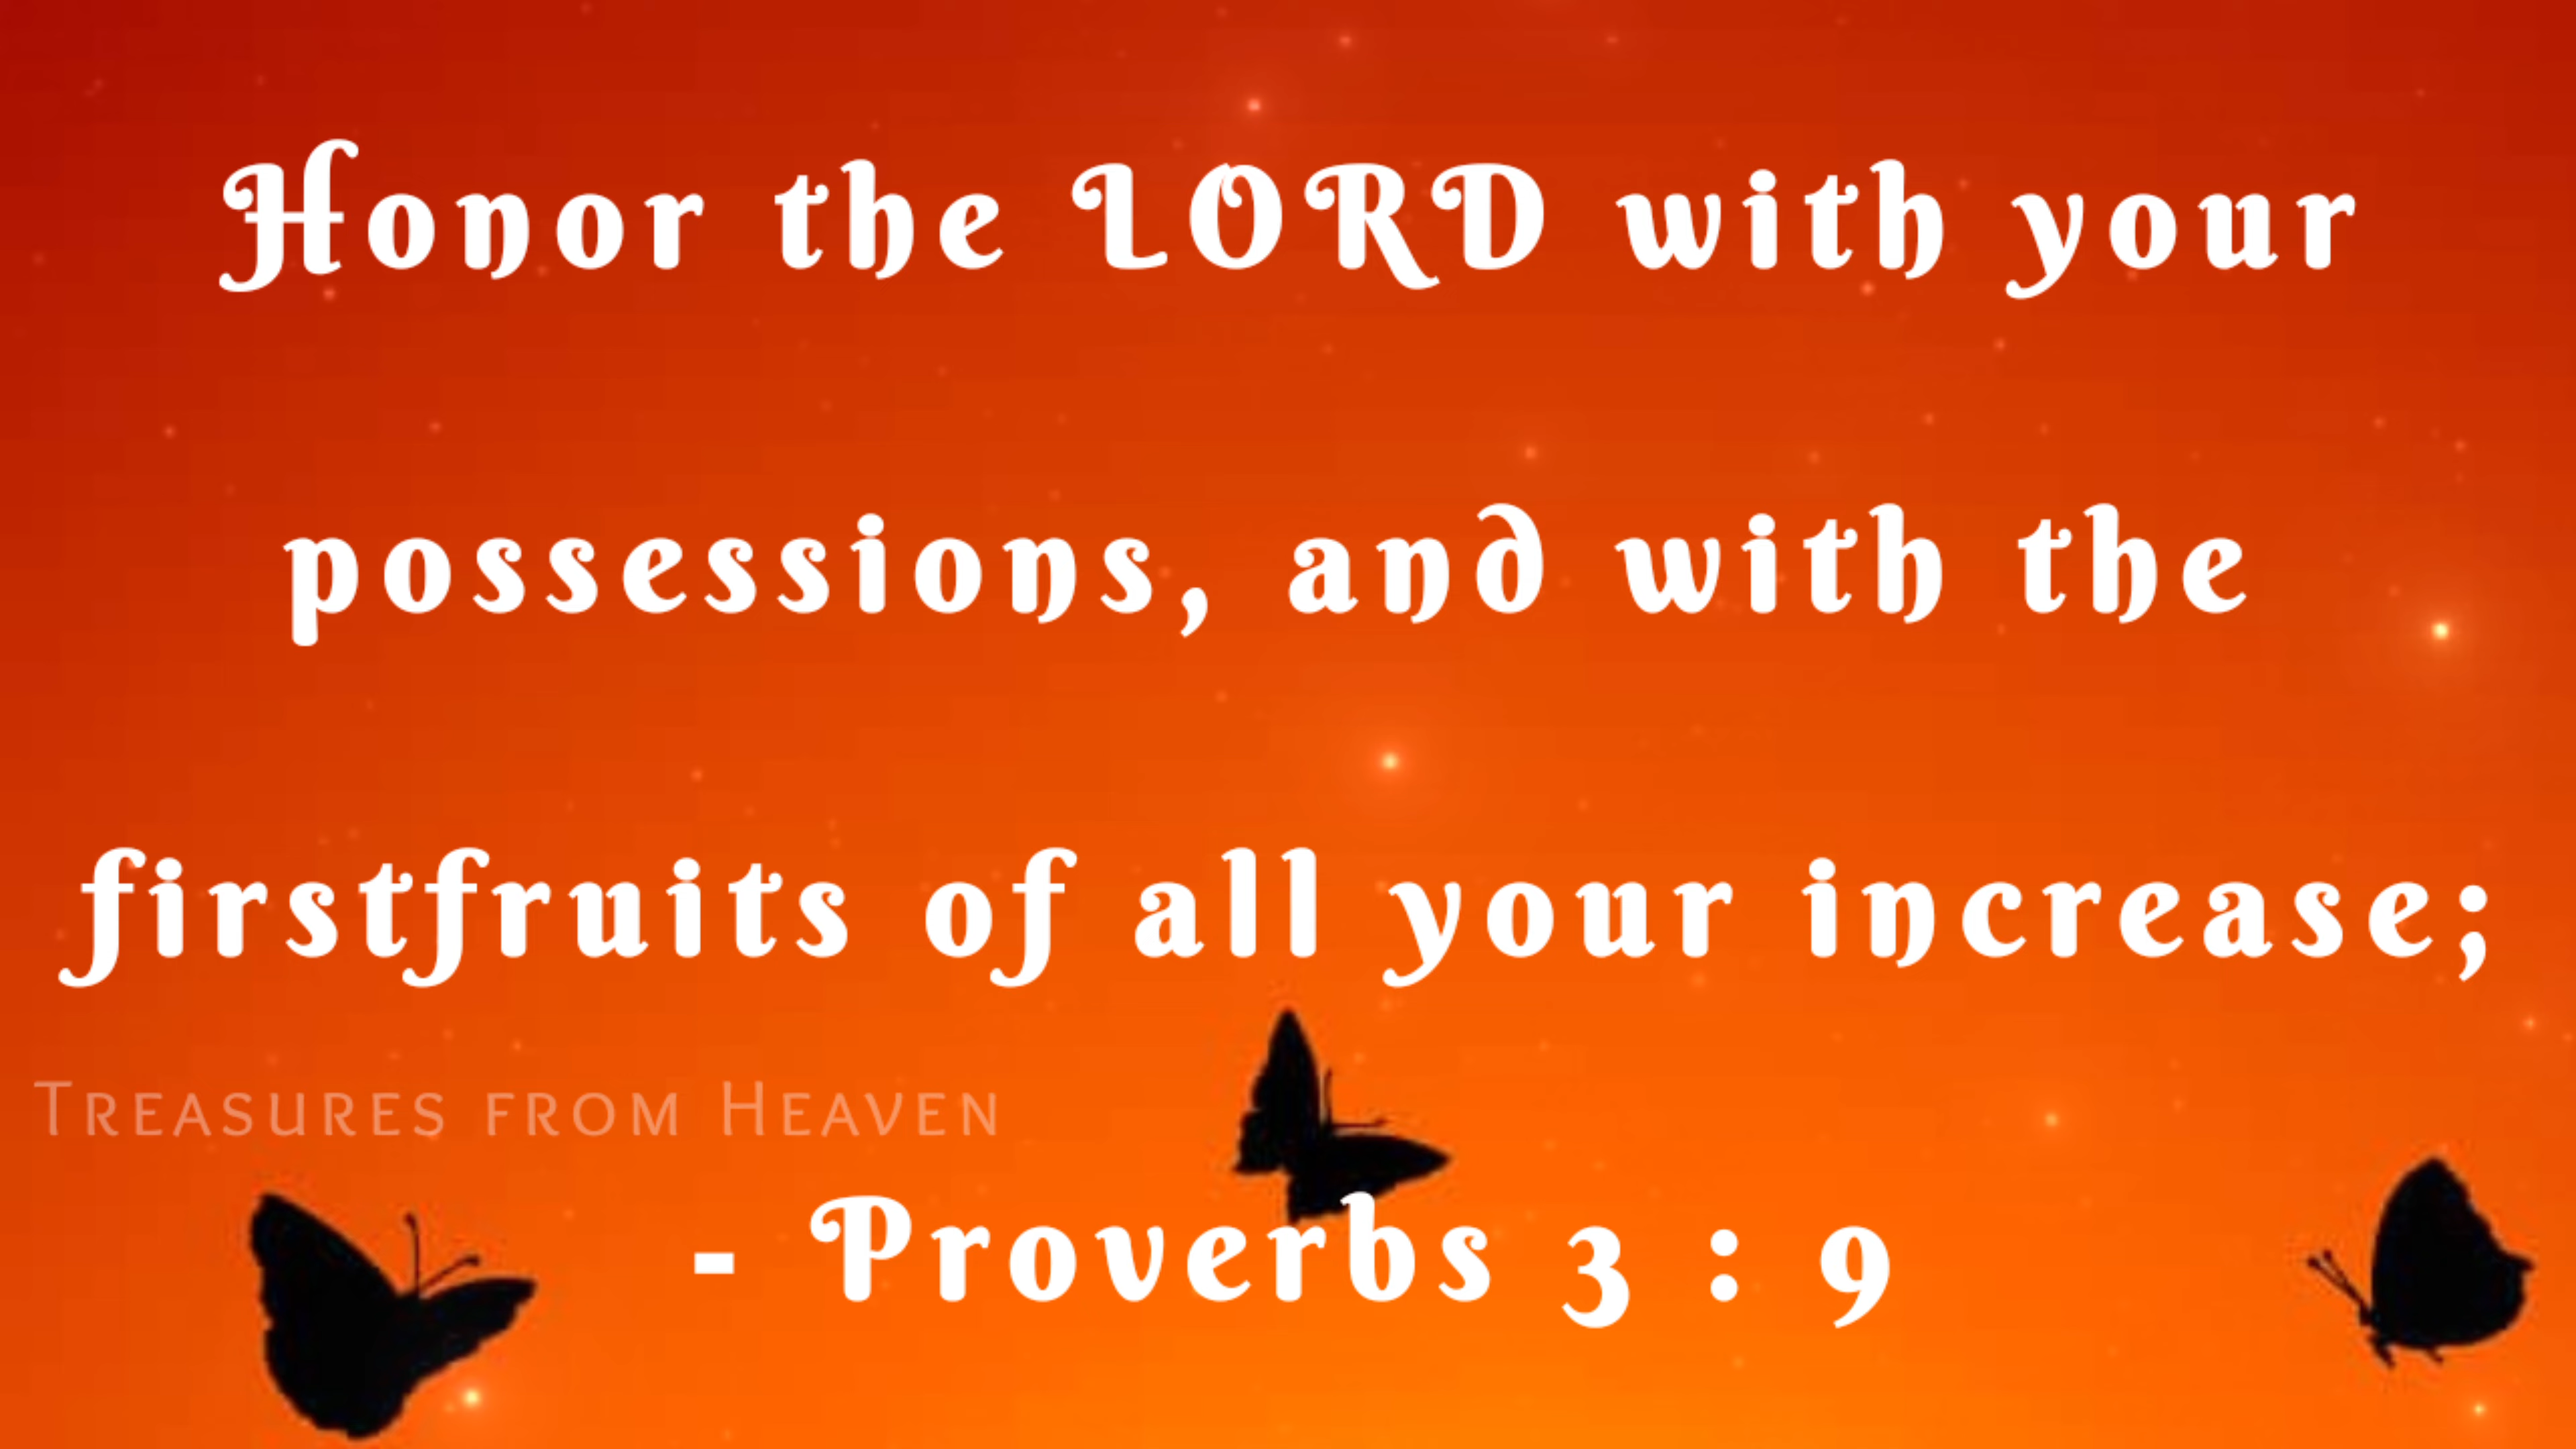 Honor the LORD with your
possessions, and with the
firstfruits of all your increase;
Treasures from Heaven
- Proverbs 3 : 9